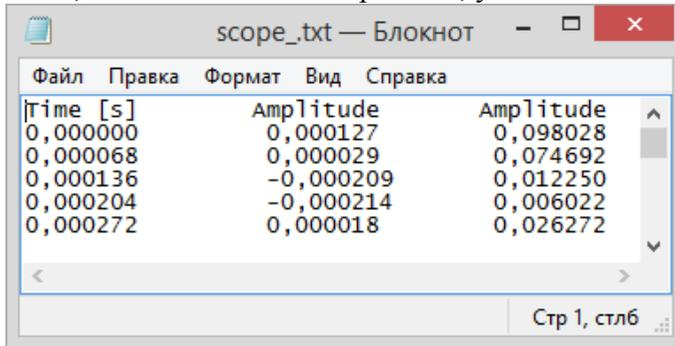 scope_.txt — Блокнот
Файл Правка Формат Вид Справка
Time [s] Amplitude Amplitude
0,000000 0,000127 0,098028
0,000068 0,000029 0,074692
0,000136 -0,000209 0,012250
0,000204 -0,000214 0,006022
0,000272 0,000018 0,026272
Стр 1, стлб